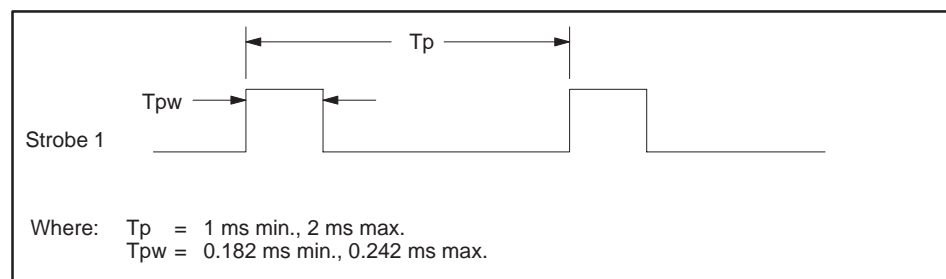 Tp
Tpw
Strobe 1
Where: Tp = 1 ms min., 2 ms max.
Tpw = 0.182 ms min., 0.242 ms max.